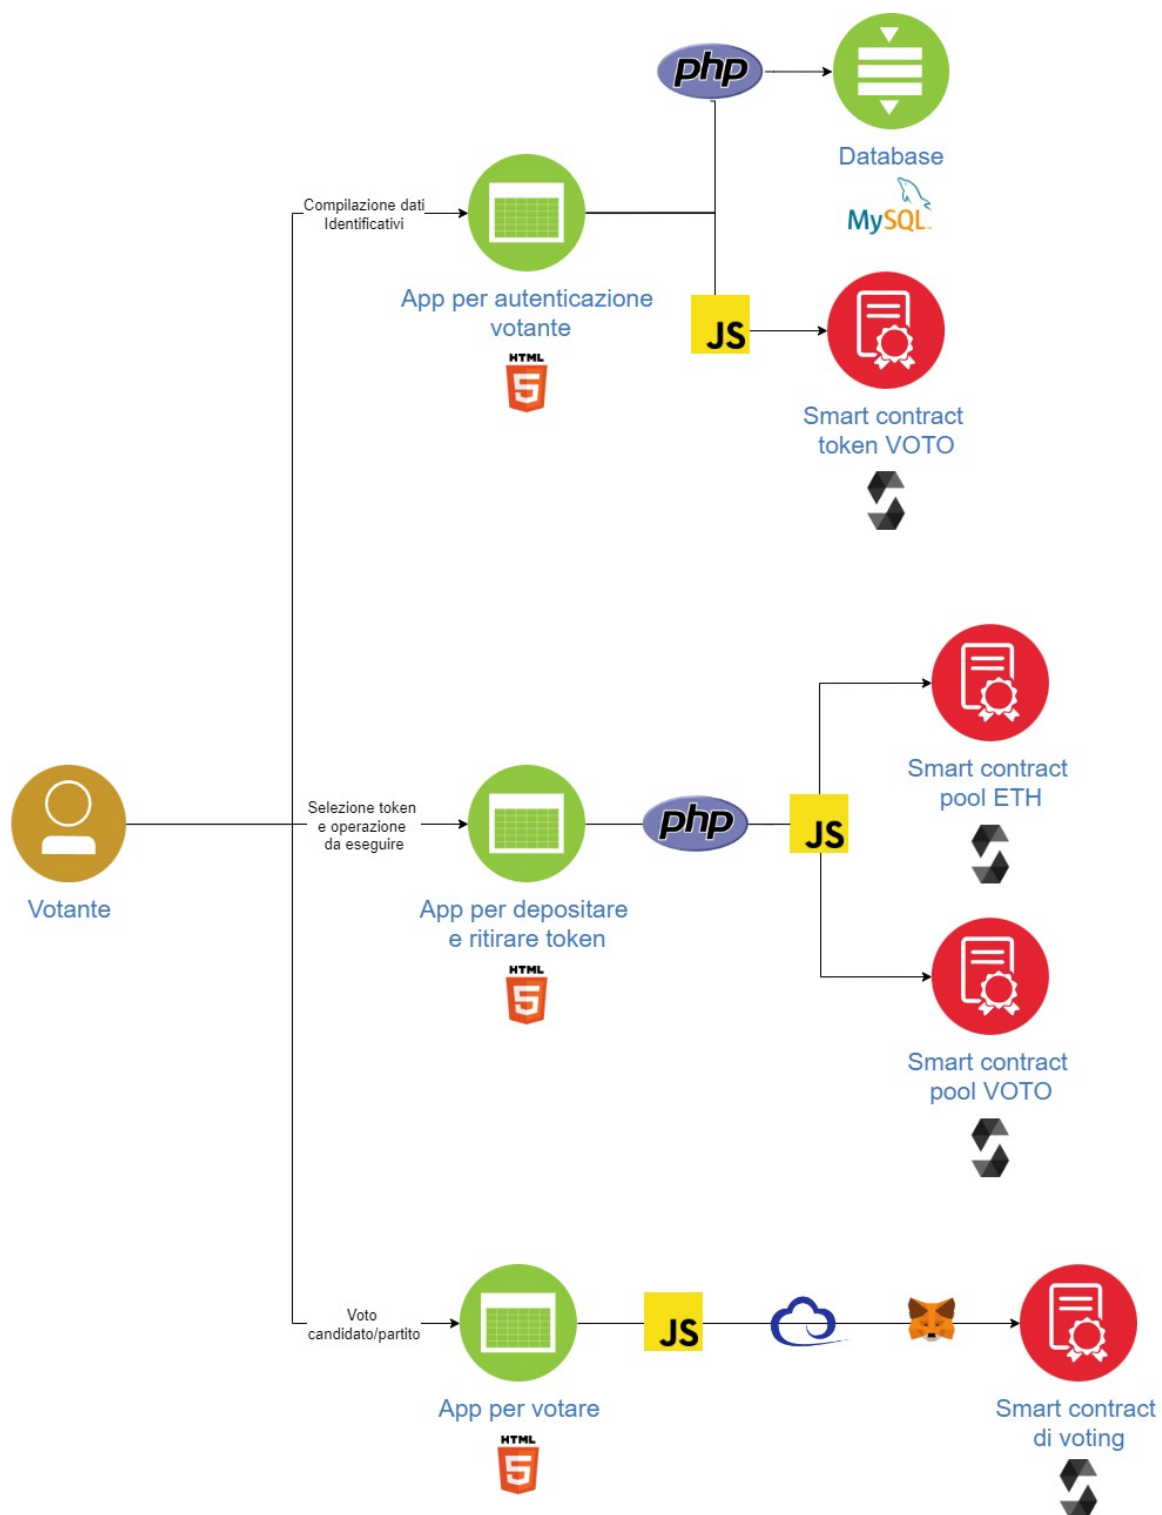 php
Database
MySQL
Compilazione dati
Identificativi
App per autenticazione
votante
HTML
5
JS
Smart contract
token VOTO
Smart contract
pool ETH
Selezione token
e operazione
da eseguire
php
JS
Votante
App per depositare
e ritirare token
HTML
5
Smart contract
pool VOTO
Voto
candidato/partito
JS
App per votare
HTML
5
Smart contract
di voting